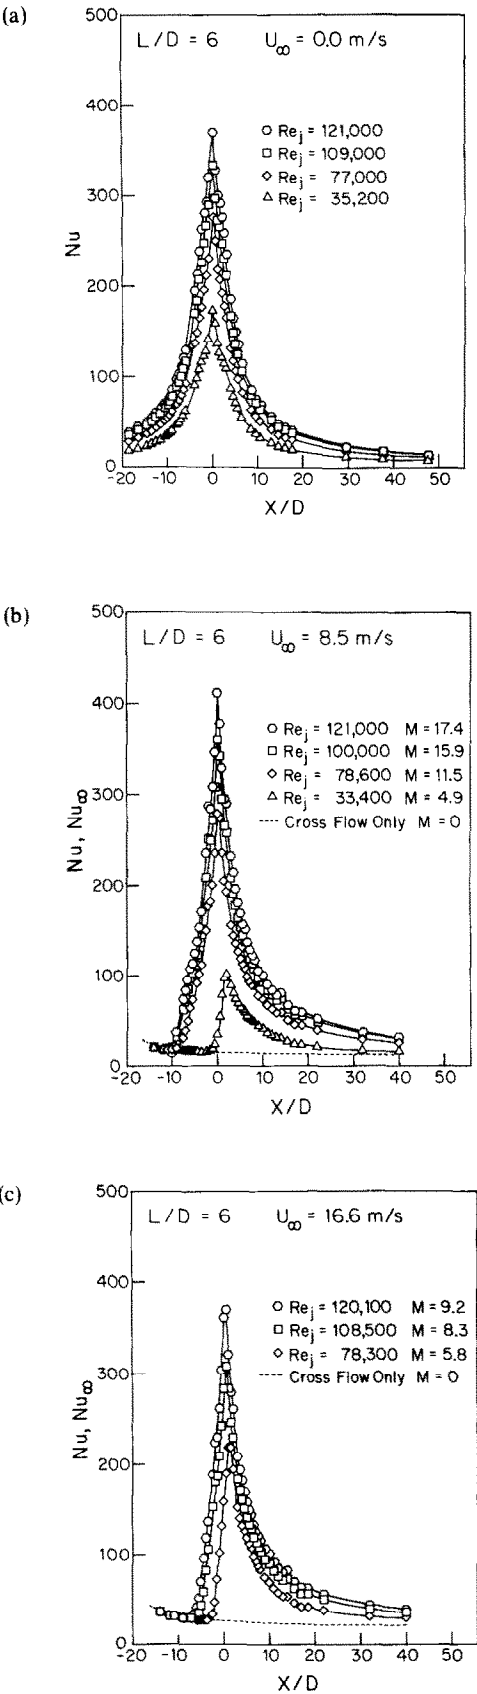 (a)
500
L/D = 6 U∞ = 0.0 m/s
400
○ Rej = 121,000
□ Rej = 109,000
◇ Rej = 77,000
△ Rej = 35,200
300
Nu
200
100
0
-20 -10 0 10 20 30 40 50
X/D
(b)
500
L/D = 6 U∞ = 8.5 m/s
400
○ Rej = 121,000 M = 17.4
□ Rej = 100,000 M = 15.9
◇ Rej = 78,600 M = 11.5
△ Rej = 33,400 M = 4.9
---- Cross Flow Only M = 0
300
Nu, Nu∞
200
100
0
-20 -10 0 10 20 30 40 50
X/D
(c)
500
L/D = 6 U∞ = 16.6 m/s
400
○ Rej = 120,100 M = 9.2
□ Rej = 108,500 M = 8.3
◇ Rej = 78,300 M = 5.8
---- Cross Flow Only M = 0
300
Nu, Nu∞
200
100
0
-20 -10 0 10 20 30 40 50
X/D